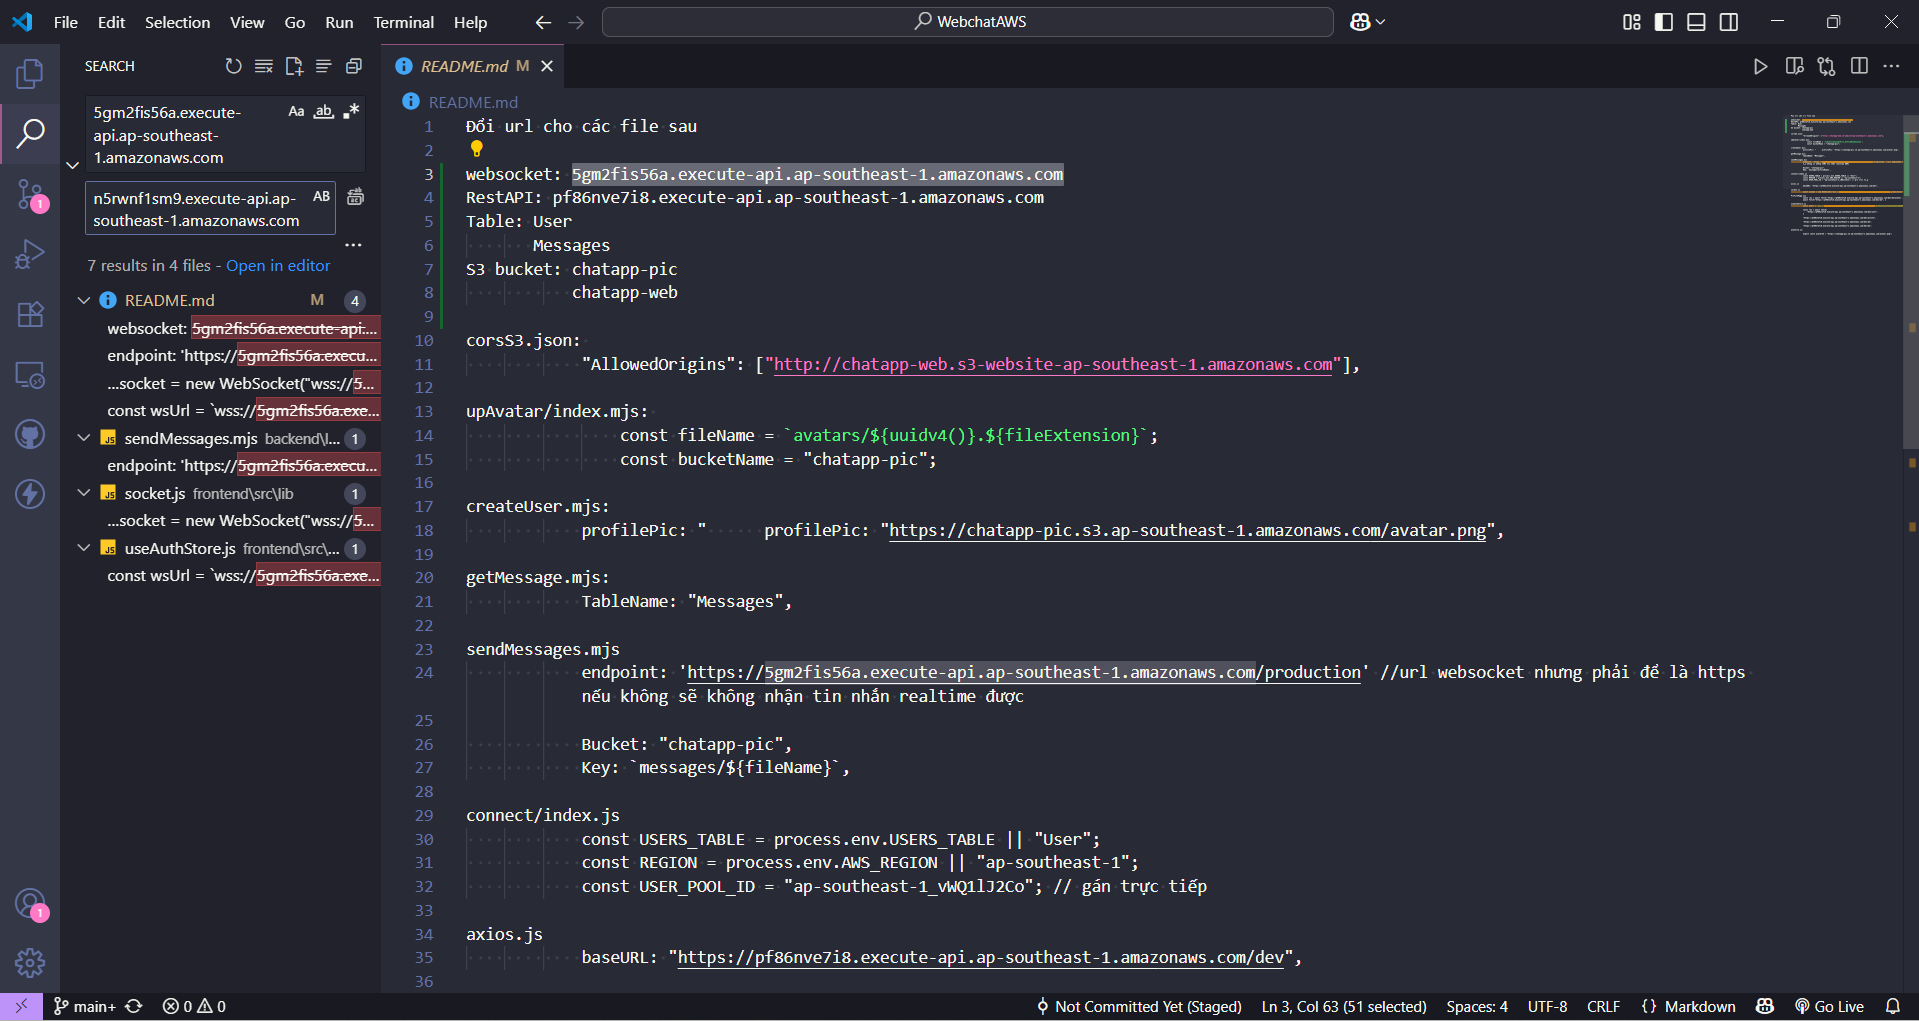 File Edit Selection View Go Run Terminal Help
WebchatAWS
SEARCH
5gm2fis56a.execute-
api.ap-southeast-
1.amazonaws.com
Aa ab .*
n5rwnf1sm9.execute-api.ap-
southeast-1.amazonaws.com
AB
7 results in 4 files - Open in editor
README.md M 4
websocket: 5gm2fis56a.execute-api....
endpoint: 'https://5gm2fis56a.execu...
...socket = new WebSocket("wss://5...
const wsUrl = `wss://5gm2fis56a.exe...
sendMessages.mjs backend\l... 1
endpoint: 'https://5gm2fis56a.execu...
socket.js frontend\src\lib 1
...socket = new WebSocket("wss://5...
useAuthStore.js frontend\src\... 1
const wsUrl = `wss://5gm2fis56a.exe...
1
1
README.md M
README.md
1 Đổi url cho các file sau
2
3 websocket: 5gm2fis56a.execute-api.ap-southeast-1.amazonaws.com
4 RestAPI: pf86nve7i8.execute-api.ap-southeast-1.amazonaws.com
5 Table: User
6 Messages
7 S3 bucket: chatapp-pic
8 chatapp-web
9
10 corsS3.json:
11 "AllowedOrigins": ["http://chatapp-web.s3-website-ap-southeast-1.amazonaws.com"],
12
13 upAvatar/index.mjs:
14 const fileName = `avatars/${uuidv4()}.${fileExtension}`;
15 const bucketName = "chatapp-pic";
16
17 createUser.mjs:
18 profilePic: " profilePic: "https://chatapp-pic.s3.ap-southeast-1.amazonaws.com/avatar.png",
19
20 getMessage.mjs:
21 TableName: "Messages",
22
23 sendMessages.mjs
24 endpoint: 'https://5gm2fis56a.execute-api.ap-southeast-1.amazonaws.com/production' //url websocket nhưng phải để là https
nếu không sẽ không nhận tin nhắn realtime được
25
26 Bucket: "chatapp-pic",
27 Key: `messages/${fileName}`,
28
29 connect/index.js
30 const USERS_TABLE = process.env.USERS_TABLE || "User";
31 const REGION = process.env.AWS_REGION || "ap-southeast-1";
32 const USER_POOL_ID = "ap-southeast-1_vWQ1lJ2Co"; // gán trực tiếp
33
34 axios.js
35 baseURL: "https://pf86nve7i8.execute-api.ap-southeast-1.amazonaws.com/dev",
36
main+ 0 0 Not Committed Yet (Staged) Ln 3, Col 63 (51 selected) Spaces: 4 UTF-8 CRLF {} Markdown Go Live